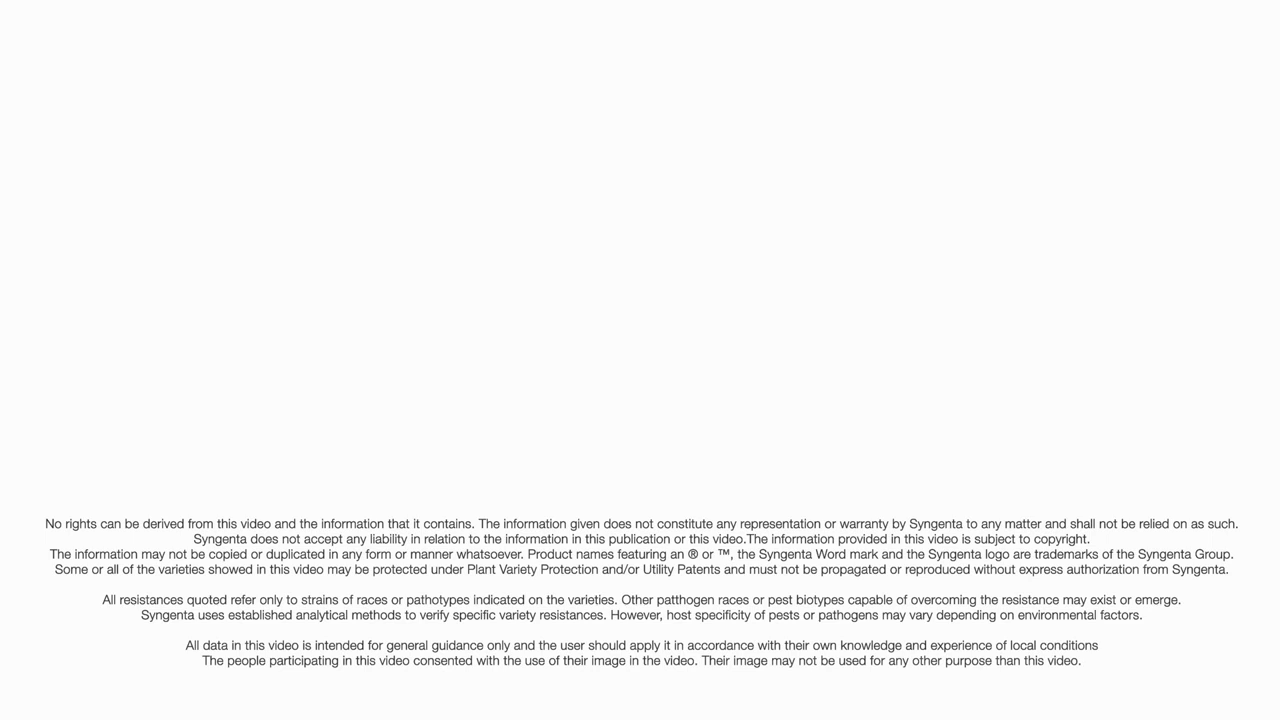 No rights can be derived from this video and the information that it contains. The information given does not constitute any representation or warranty by Syngenta to any matter and shall not be relied on as such.
Syngenta does not accept any liability in relation to the information in this publication or this video.The information provided in this video is subject to copyright.
The information may not be copied or duplicated in any form or manner whatsoever. Product names featuring an ® or ™, the Syngenta Word mark and the Syngenta logo are trademarks of the Syngenta Group.
Some or all of the varieties showed in this video may be protected under Plant Variety Protection and/or Utility Patents and must not be propagated or reproduced without express authorization from Syngenta.
All resistances quoted refer only to strains of races or pathotypes indicated on the varieties. Other patthogen races or pest biotypes capable of overcoming the resistance may exist or emerge.
Syngenta uses established analytical methods to verify specific variety resistances. However, host specificity of pests or pathogens may vary depending on environmental factors.
All data in this video is intended for general guidance only and the user should apply it in accordance with their own knowledge and experience of local conditions
The people participating in this video consented with the use of their image in the video. Their image may not be used for any other purpose than this video.